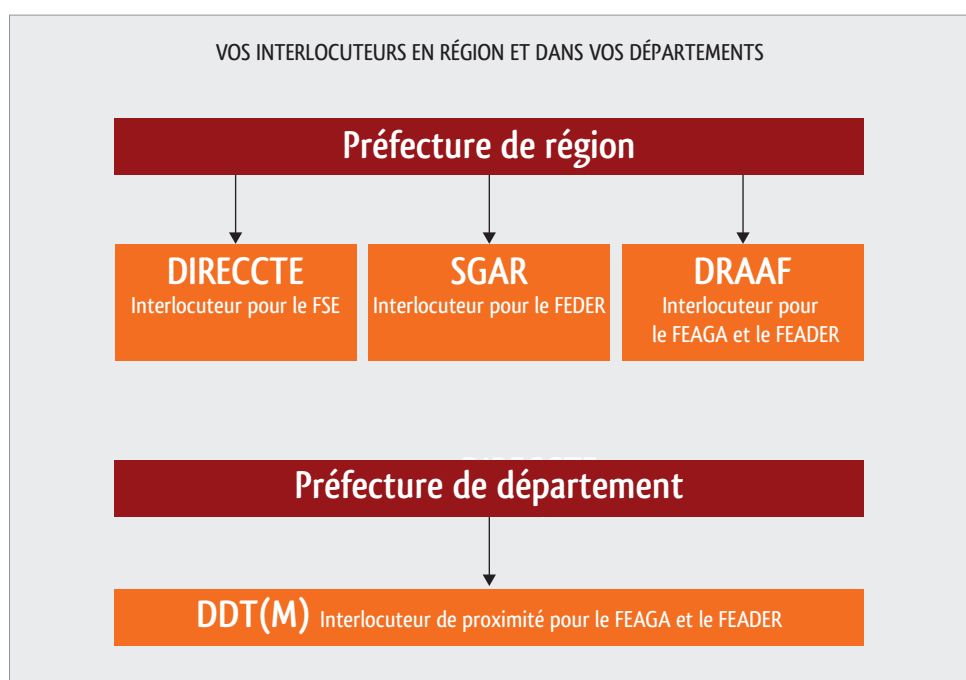 VOS INTERLOCUTEURS EN RÉGION ET DANS VOS DÉPARTEMENTS
Préfecture de région
DIRECCTE
Interlocuteur pour le FSE
SGAR
Interlocuteur pour le FEDER
DRAAF
Interlocuteur pour
le FEAGA et le FEADER
Préfecture de département
DDT(M) Interlocuteur de proximité pour le FEAGA et le FEADER